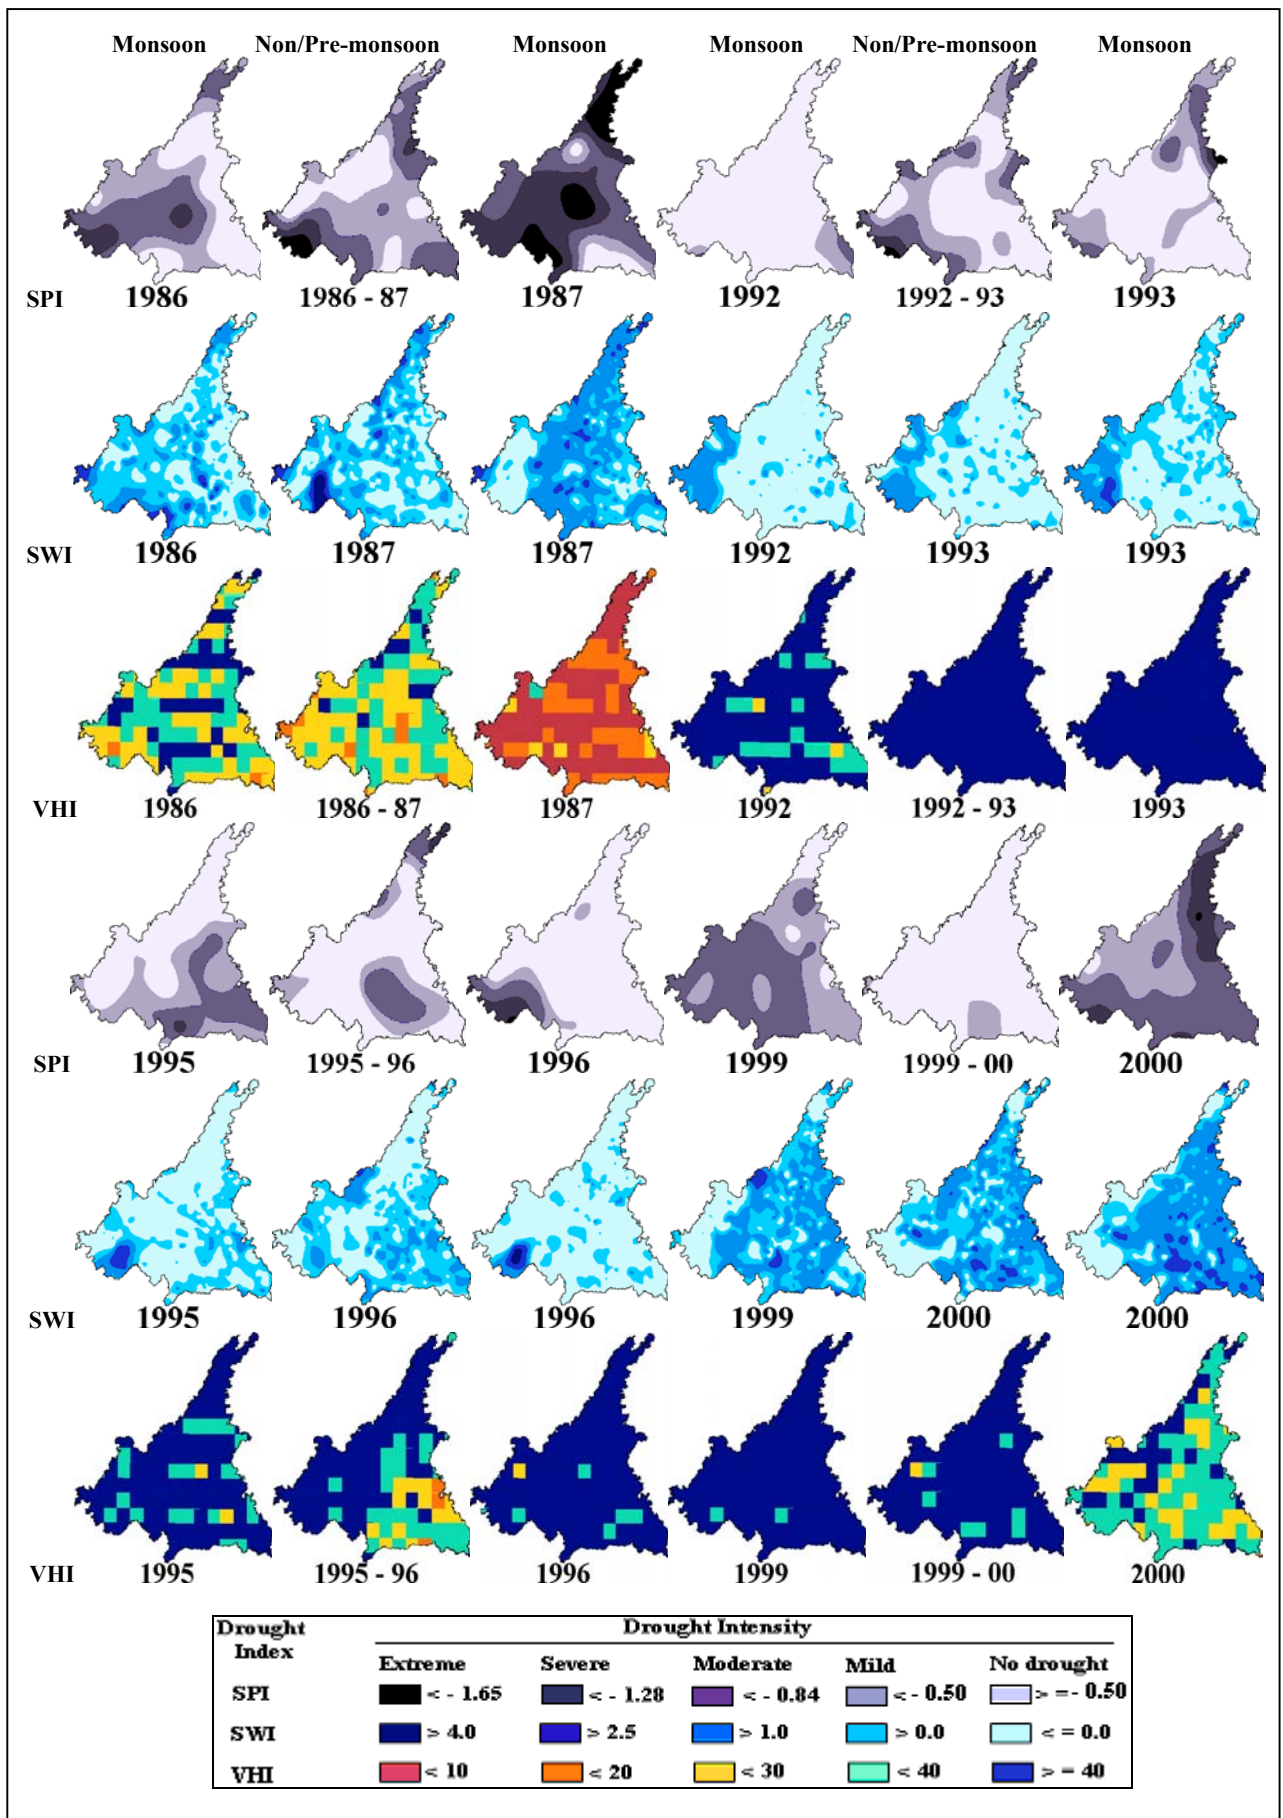 Monsoon Non/Pre-monsoon Monsoon Monsoon Non/Pre-monsoon Monsoon
SPI 1986 1986 - 87 1987 1992 1992 - 93 1993
SWI 1986 1987 1987 1992 1993 1993
VHI 1986 1986 - 87 1987 1992 1992 - 93 1993
SPI 1995 1995 - 96 1996 1999 1999 - 00 2000
SWI 1995 1996 1996 1999 2000 2000
VHI 1995 1995 - 96 1996 1999 1999 - 00 2000
Drought Index Drought Intensity
Extreme Severe Moderate Mild No drought
SPI < - 1.65 < - 1.28 < - 0.84 < - 0.50 > = - 0.50
SWI > 4.0 > 2.5 > 1.0 > 0.0 < = 0.0
VHI < 10 < 20 < 30 < 40 > = 40